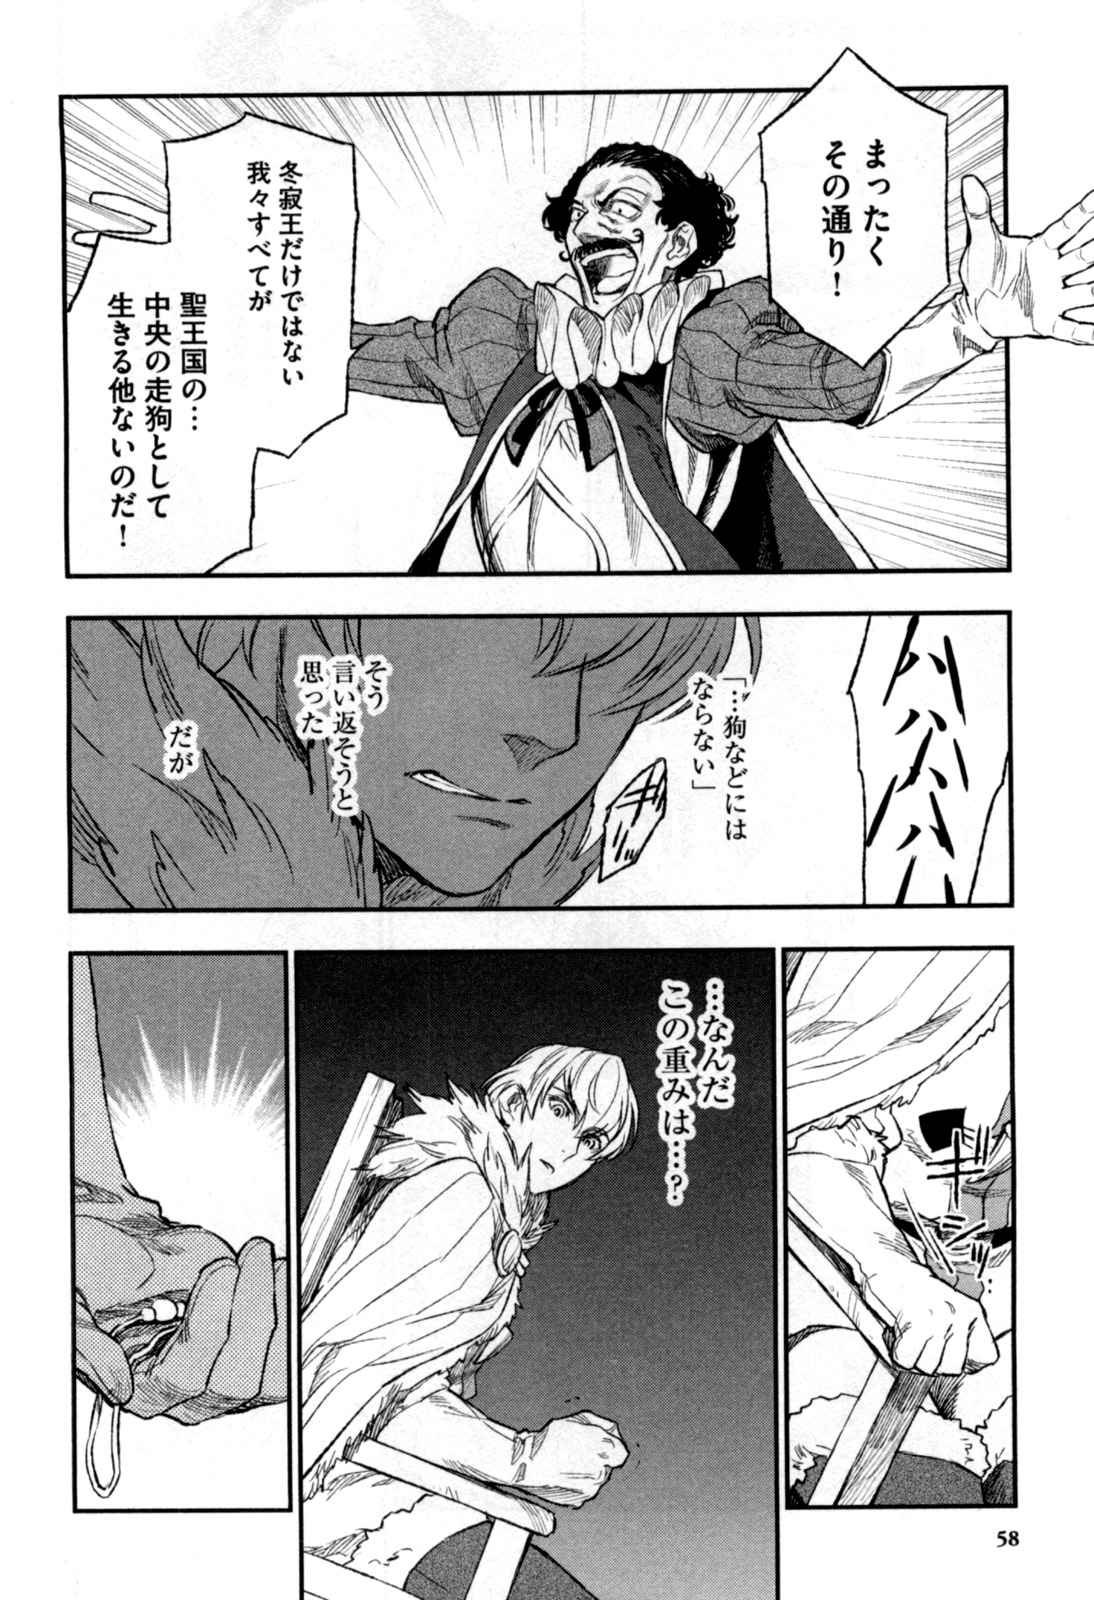 まったく
その通り!
冬寂王だけではない
我々すべてが
聖王国の…
中央の走狗として
生きる他ないのだ!
ハハハハハ
「…狗などには
ならない」
ギリ
そう
言い返そうと
思った
だが
ギリ…
…なんだ
この重みは…?
58